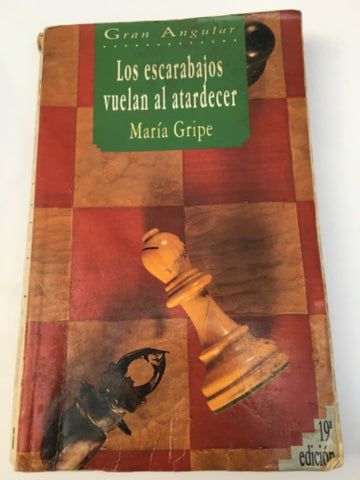 Gran Angular
Los escarabajos
vuelan al atardecer
María Gripe
19ª
edición